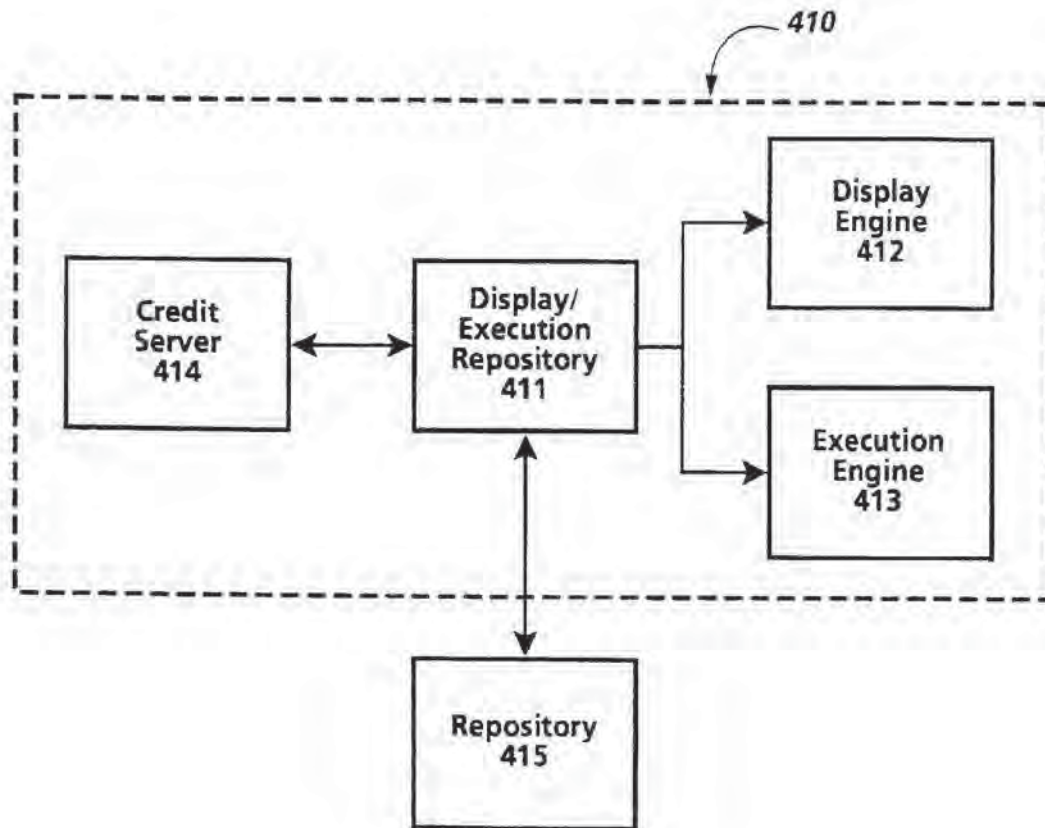 410
Display
Engine
412
Credit
Server
414
Display/
Execution
Repository
411
Execution
Engine
413
Repository
415